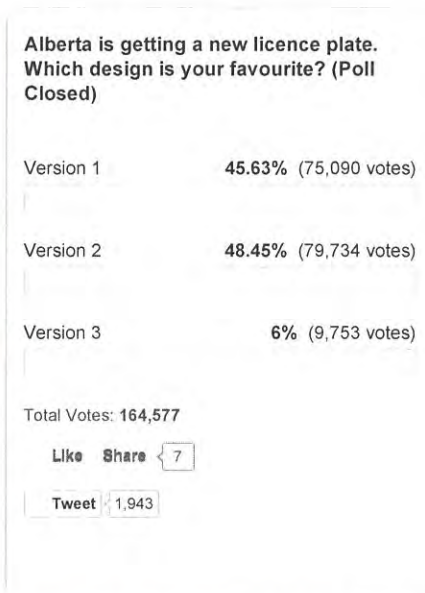 Alberta is getting a new licence plate.
Which design is your favourite? (Poll
Closed)
Version 1 45.63% (75,090 votes)
Version 2 48.45% (79,734 votes)
Version 3 6% (9,753 votes)
Total Votes: 164,577
Like Share 7
Tweet 1,943